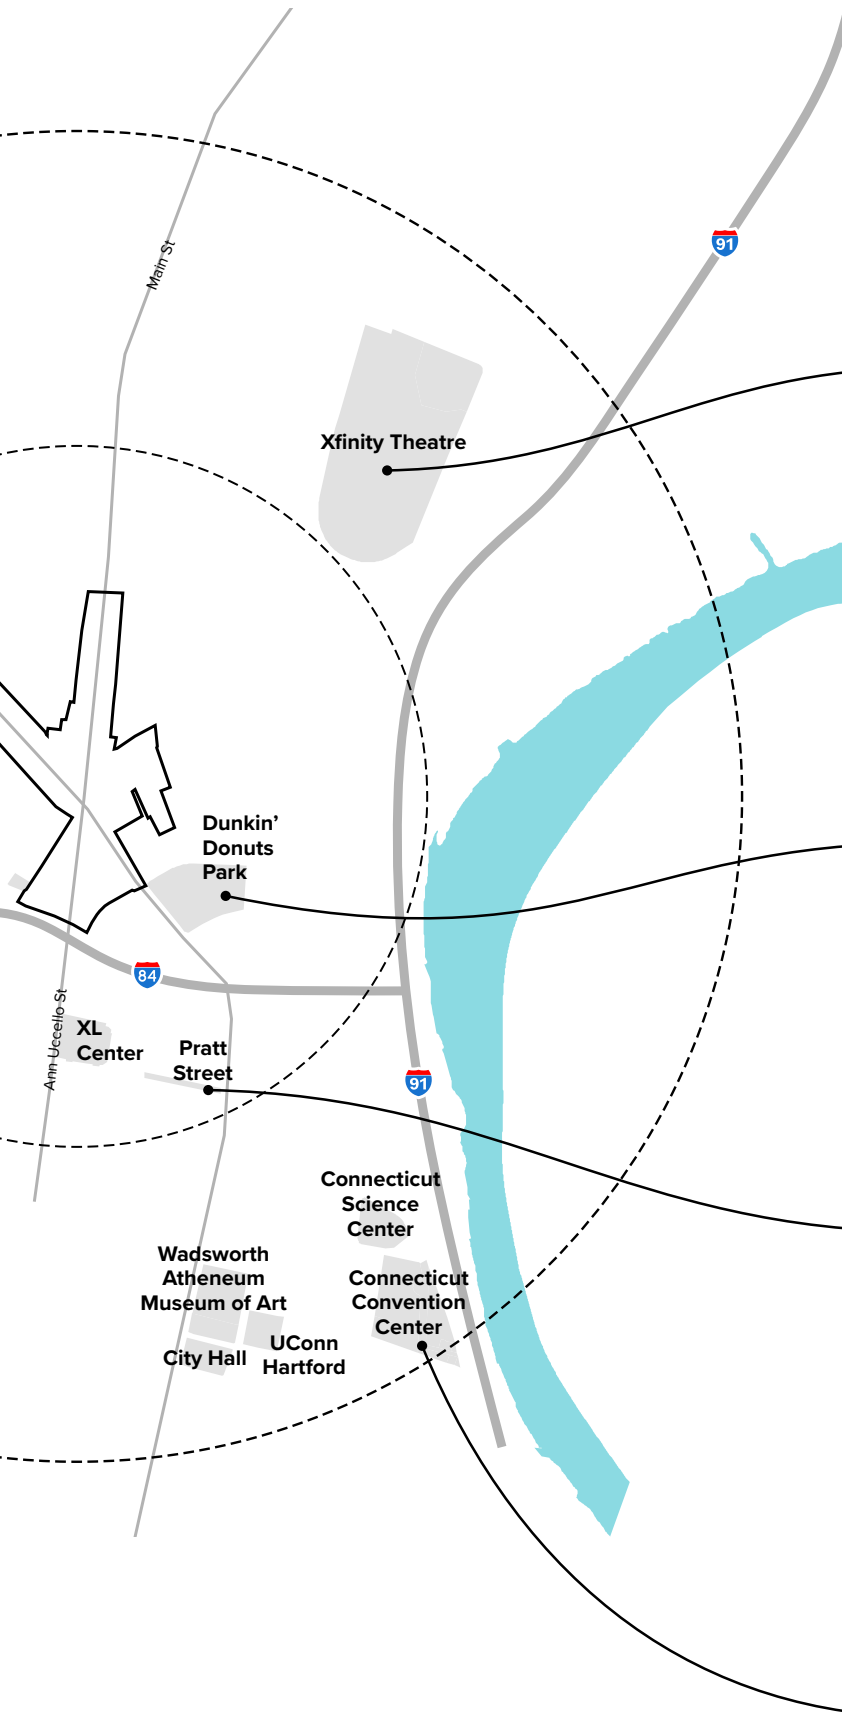 Main St
91
Xfinity Theatre
Dunkin’
Donuts
Park
84
Ann Uccello St
XL
Center
Pratt
Street
91
Connecticut
Science
Center
Wadsworth
Atheneum
Museum of Art
Connecticut
Convention
Center
City Hall
UConn
Hartford